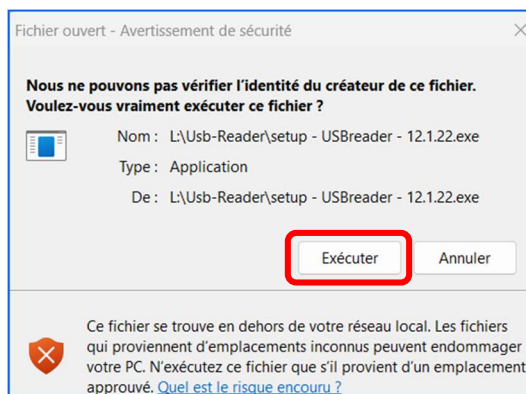 Fichier ouvert - Avertissement de sécurité
Nous ne pouvons pas vérifier l’identité du créateur de ce fichier.
Voulez-vous vraiment exécuter ce fichier ?
Nom : L:\Usb-Reader\setup - USBreader - 12.1.22.exe
Type : Application
De : L:\Usb-Reader\setup - USBreader - 12.1.22.exe
Exécuter Annuler
Ce fichier se trouve en dehors de votre réseau local. Les fichiers
qui proviennent d’emplacements inconnus peuvent endommager
votre PC. N’exécutez ce fichier que s’il provient d’un emplacement
approuvé. Quel est le risque encouru ?